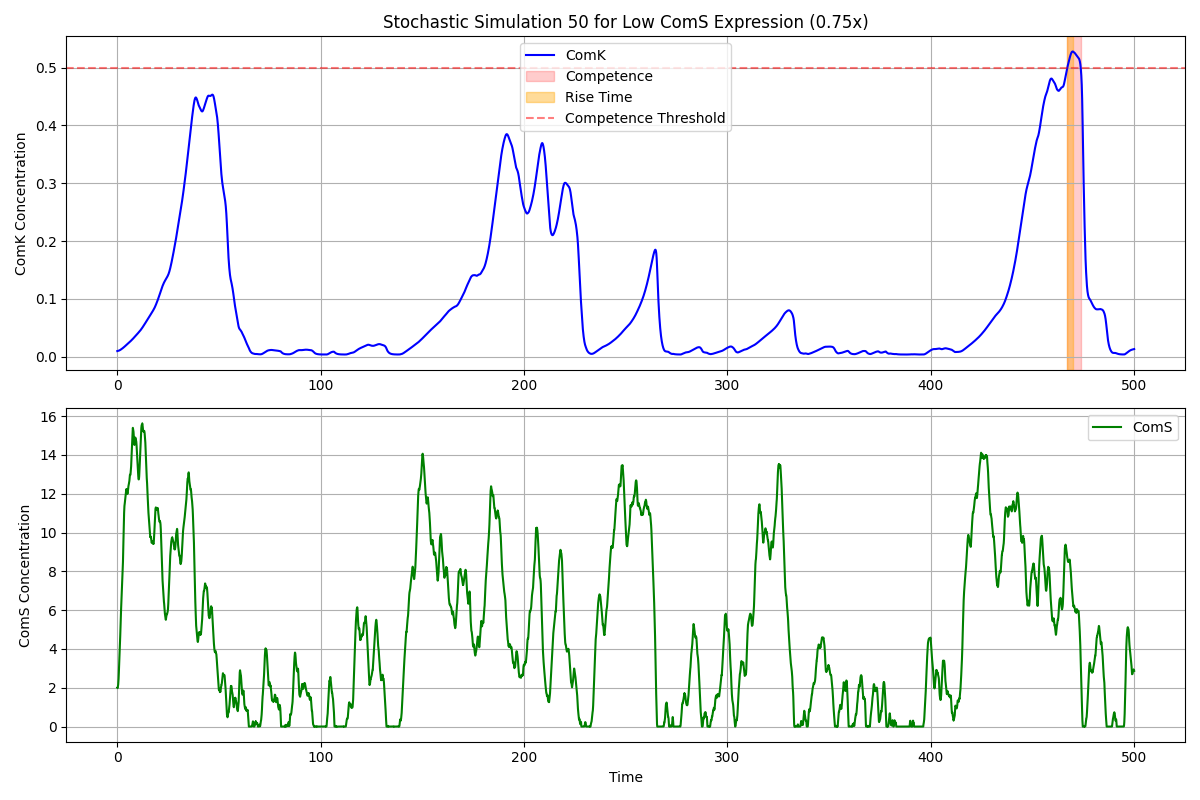 Stochastic Simulation 50 for Low ComS Expression (0.75x)
ComK
Competence
Rise Time
Competence Threshold
ComK Concentration
0.5
0.4
0.3
0.2
0.1
0.0
0 100 200 300 400 500
ComS
ComS Concentration
16
14
12
10
8
6
4
2
0
0 100 200 300 400 500
Time